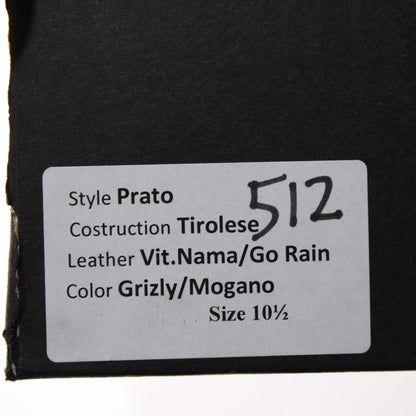 Style Prato
Costruction Tirolese 512
Leather Vit.Nama/Go Rain
Color Grizly/Mogano
Size 10½